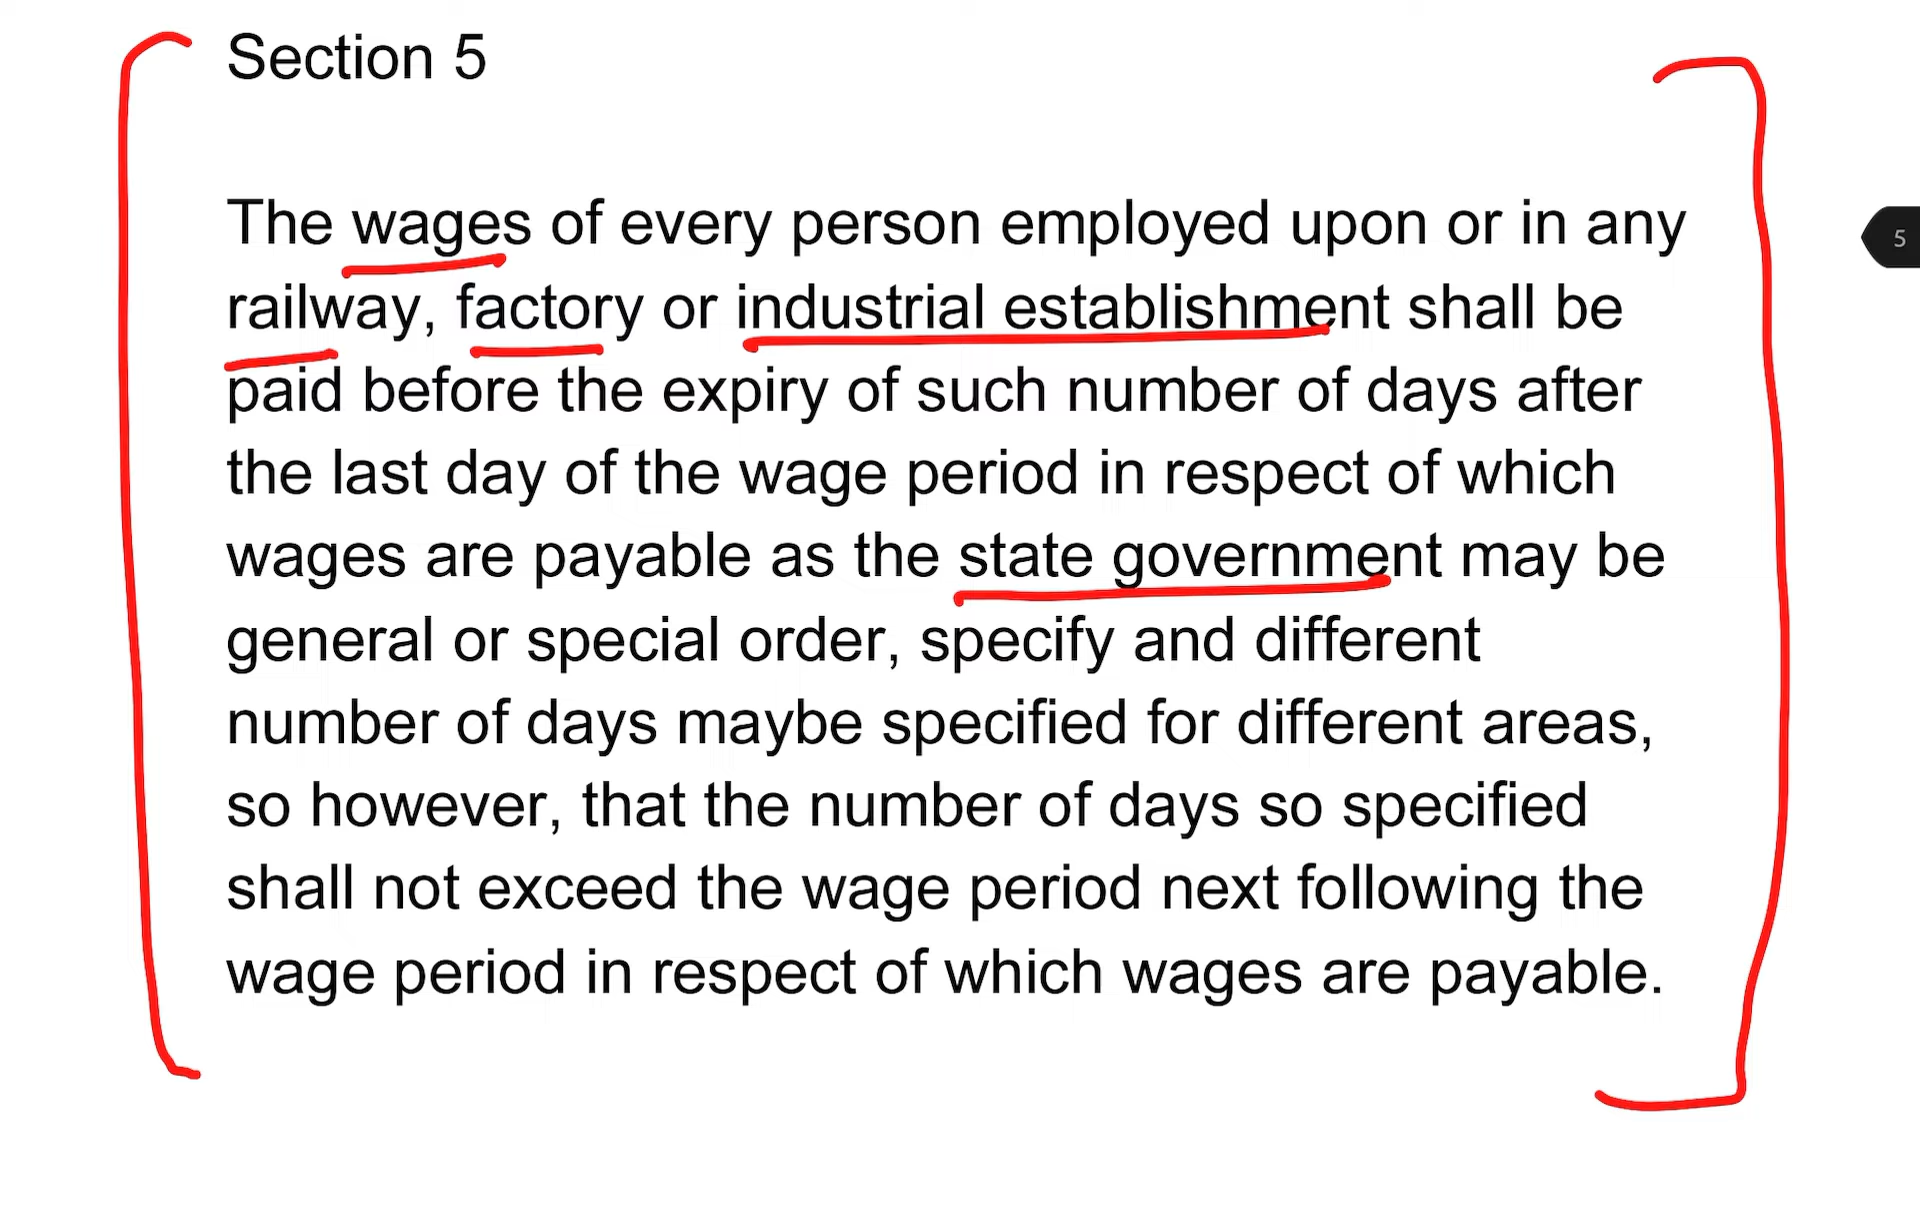 Section 5
The wages of every person employed upon or in any
railway, factory or industrial establishment shall be
paid before the expiry of such number of days after
the last day of the wage period in respect of which
wages are payable as the state government may be
general or special order, specify and different
number of days maybe specified for different areas,
so however, that the number of days so specified
shall not exceed the wage period next following the
wage period in respect of which wages are payable.
5